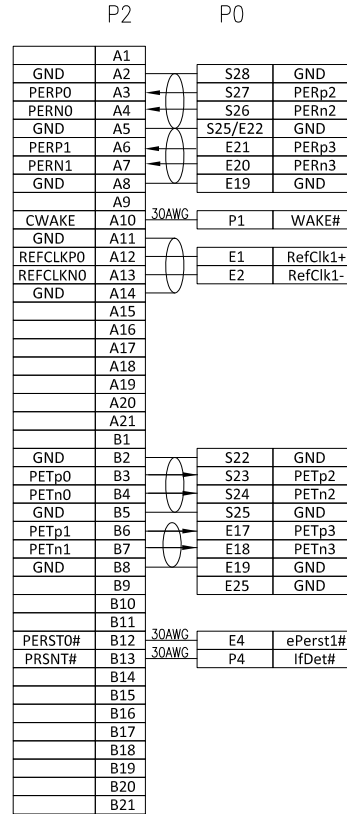 P2 P0
A1
GND A2 S28 GND
PERP0 A3 S27 PERp2
PERN0 A4 S26 PERn2
GND A5 S25/E22 GND
PERP1 A6 E21 PERp3
PERN1 A7 E20 PERn3
GND A8 E19 GND
A9
CWAKE A10 30AWG P1 WAKE#
GND A11
REFCLKP0 A12 E1 RefClk1+
REFCLKN0 A13 E2 RefClk1-
GND A14
A15
A16
A17
A18
A19
A20
A21
B1
GND B2 S22 GND
PETp0 B3 S23 PETp2
PETn0 B4 S24 PETn2
GND B5 S25 GND
PETp1 B6 E17 PETp3
PETn1 B7 E18 PETn3
GND B8 E19 GND
B9 E25 GND
B10
B11
PERST0# B12 30AWG E4 ePerst1#
PRSNT# B13 30AWG P4 IfDet#
B14
B15
B16
B17
B18
B19
B20
B21